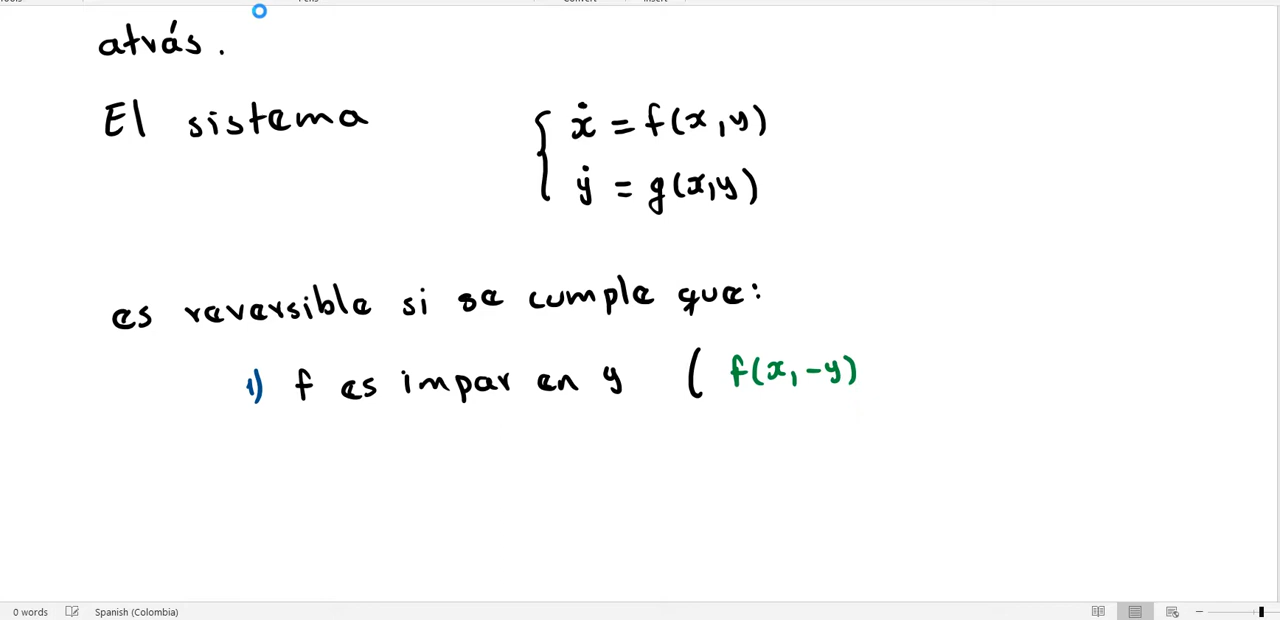 atrás.
El sistema { ẋ = f(x,y)
ẏ = g(x,y)
es reversible si se cumple que:
1) f es impar en y ( f(x,-y)
0 words Spanish (Colombia)